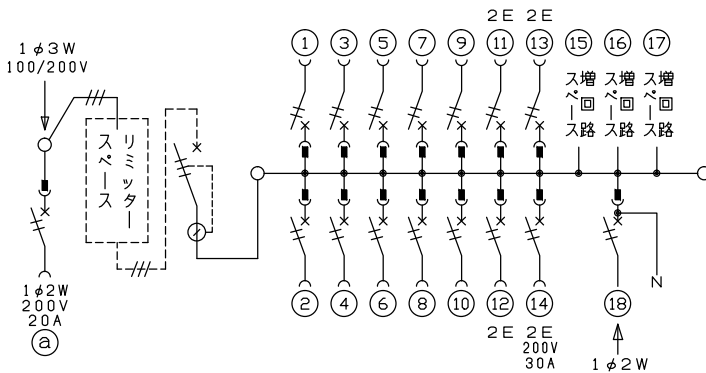 1φ3W
100/200V
リミッター
スペース
1φ2W
200V
20A
a
2E 2E
1 3 5 7 9 11 13 15 16 17
増回路
スペース
増回路
スペース
増回路
スペース
N
2 4 6 8 10 12 14 18
2E 2E
200V
30A
1φ2W